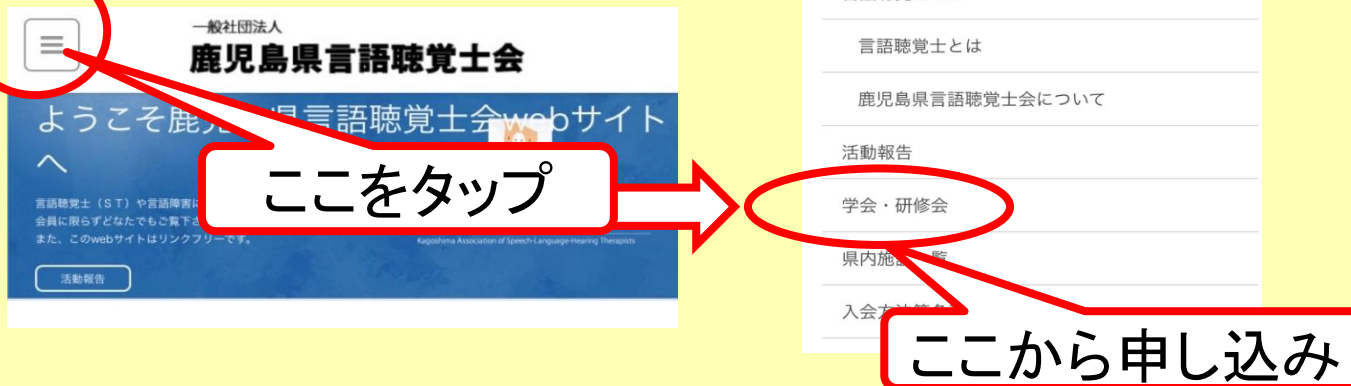 一般社団法人
鹿児島県言語聴覚士会
ようこそ鹿児 県言語聴覚士会webサイト
へ
言語聴覚士（ST）や言語障害に
会員に限らずどなたでもご覧下さ
また、このwebサイトはリンクフリーです。
Kagoshima Association of Speech-Language-Hearing Therapists
活動報告
ここをタップ
言語聴覚士とは
鹿児島県言語聴覚士会について
活動報告
学会・研修会
県内施 覧
入会方
ここから申し込み